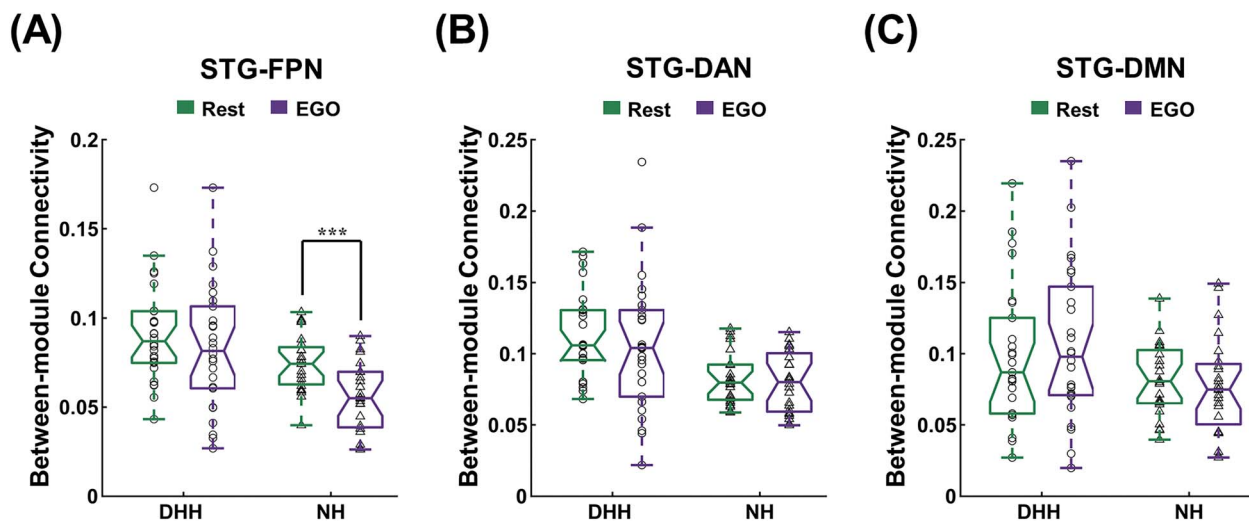 (A)
STG-FPN
Rest EGO
Between-module Connectivity
0.2
0.15
0.1
0.05
0
***
DHH NH
(B)
STG-DAN
Rest EGO
Between-module Connectivity
0.25
0.2
0.15
0.1
0.05
0
DHH NH
(C)
STG-DMN
Rest EGO
Between-module Connectivity
0.25
0.2
0.15
0.1
0.05
0
DHH NH